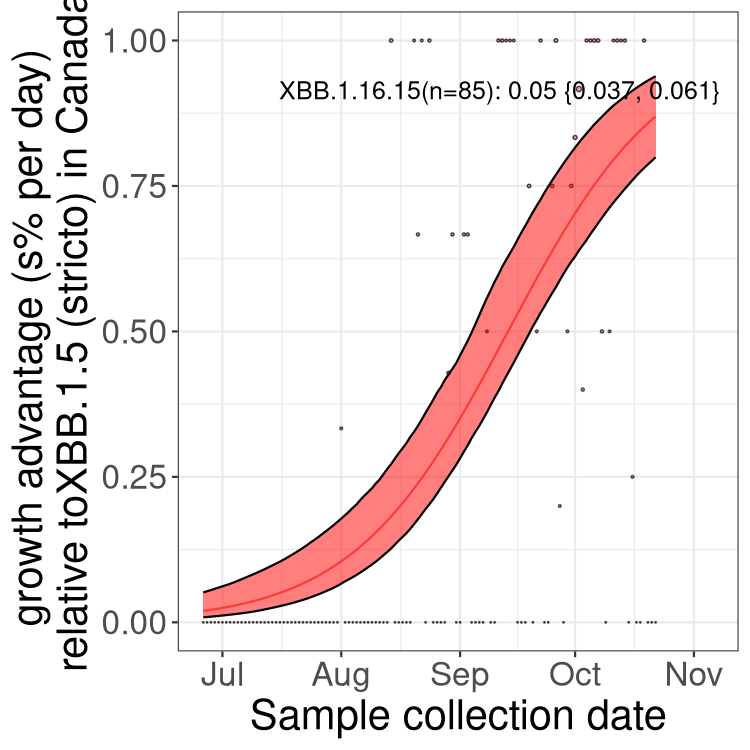 growth advantage (s% per day)
relative toXBB.1.5 (stricto) in Canada
1.00
0.75
0.50
0.25
0.00
XBB.1.16.15(n=85): 0.05 {0.037, 0.061}
Jul Aug Sep Oct Nov
Sample collection date